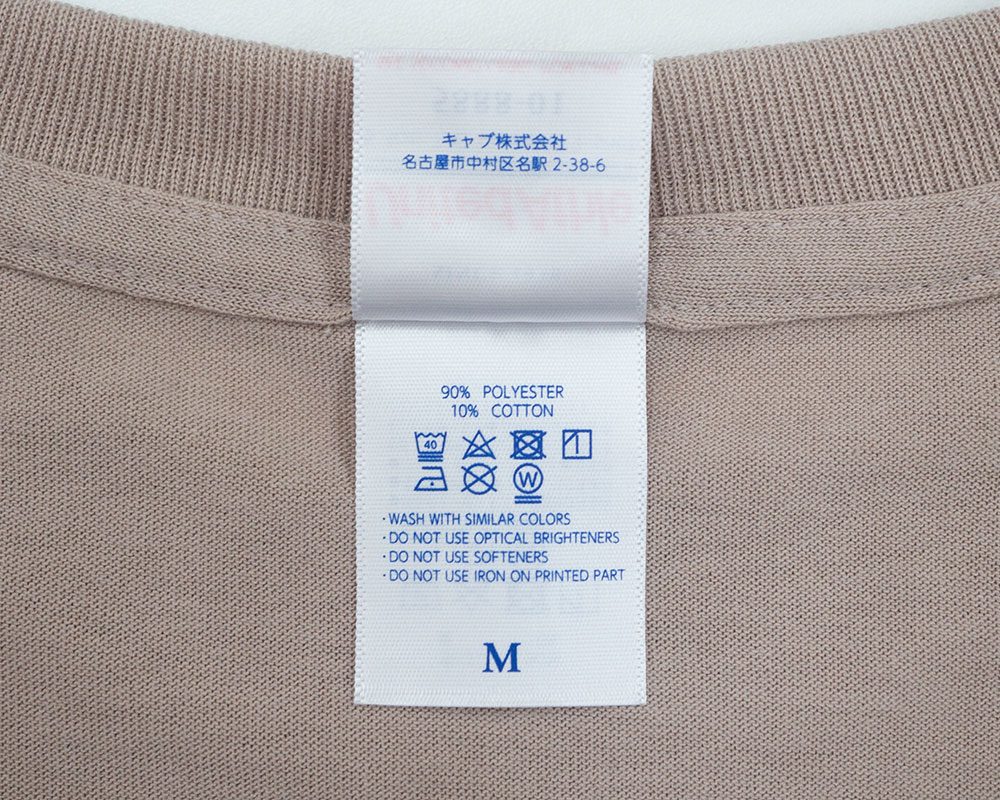 キャブ株式会社
名古屋市中村区名駅 2-38-6
90% POLYESTER
10% COTTON
40
W
・WASH WITH SIMILAR COLORS
・DO NOT USE OPTICAL BRIGHTENERS
・DO NOT USE SOFTENERS
・DO NOT USE IRON ON PRINTED PART
M